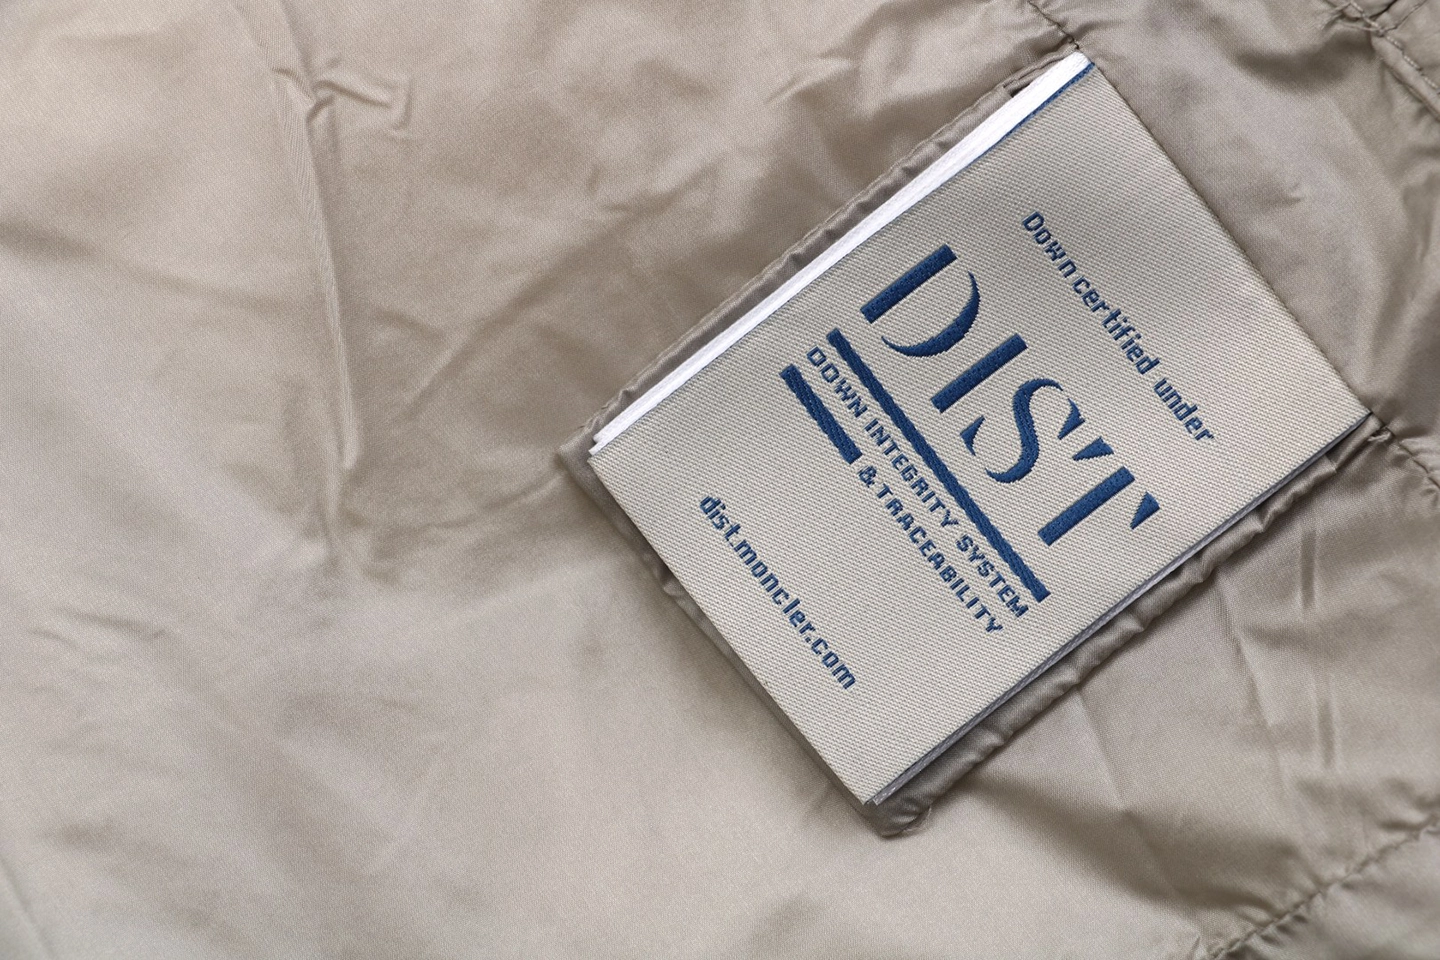 Down certified under
DIST
DOWN INTEGRITY SYSTEM
& TRACEABILITY
dist.moncler.com